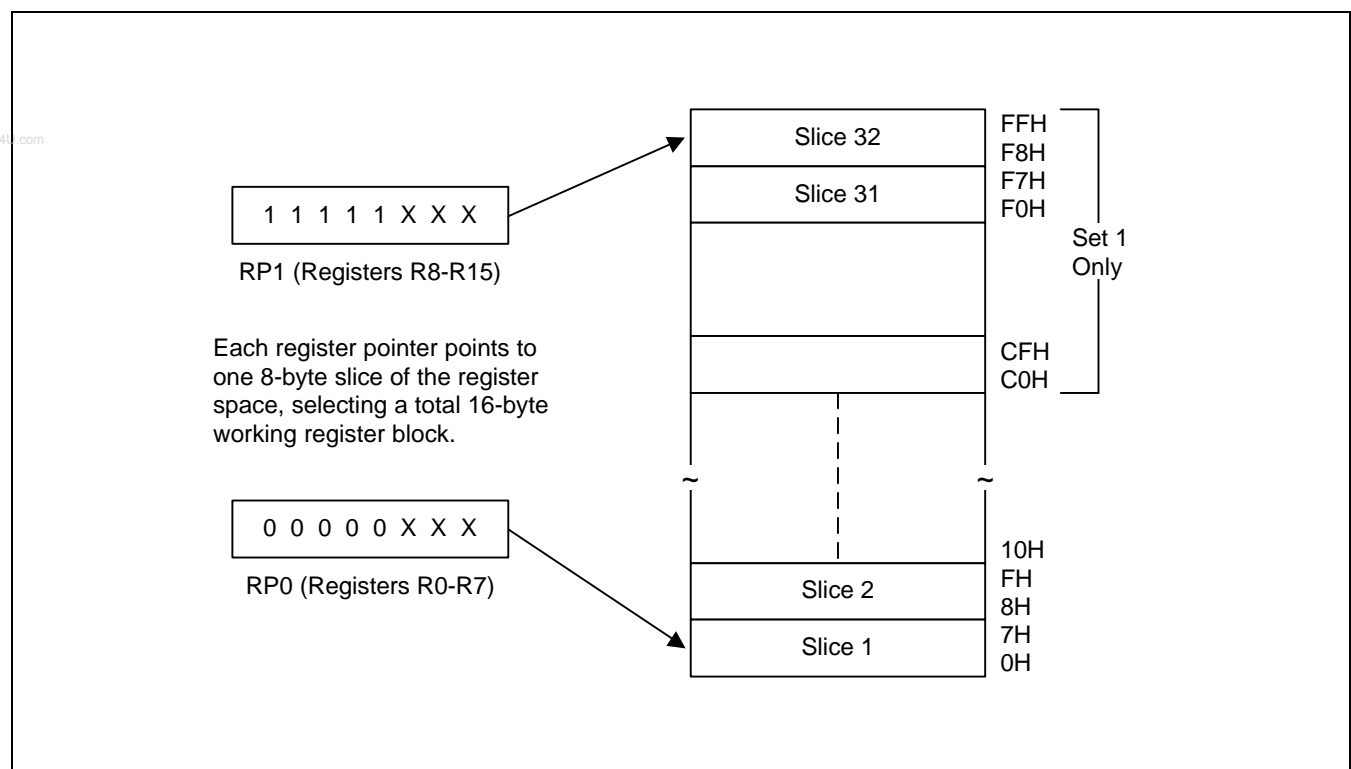 4U.com
Slice 32
FFH
F8H
Slice 31
F7H
F0H
1 1 1 1 1 X X X
RP1 (Registers R8-R15)
Set 1
Only
Each register pointer points to
one 8-byte slice of the register
space, selecting a total 16-byte
working register block.
CFH
C0H
~ ~
0 0 0 0 0 X X X
RP0 (Registers R0-R7)
10H
Slice 2
FH
8H
Slice 1
7H
0H